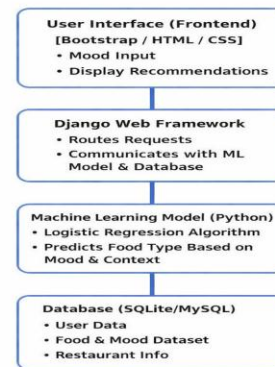 User Interface (Frontend)
[Bootstrap / HTML / CSS]
• Mood Input
• Display Recommendations
Django Web Framework
• Routes Requests
• Communicates with ML
Model & Database
Machine Learning Model (Python)
• Logistic Regression Algorithm
• Predicts Food Type Based on
Mood & Context
Database (SQLite/MySQL)
• User Data
• Food & Mood Dataset
• Restaurant Info